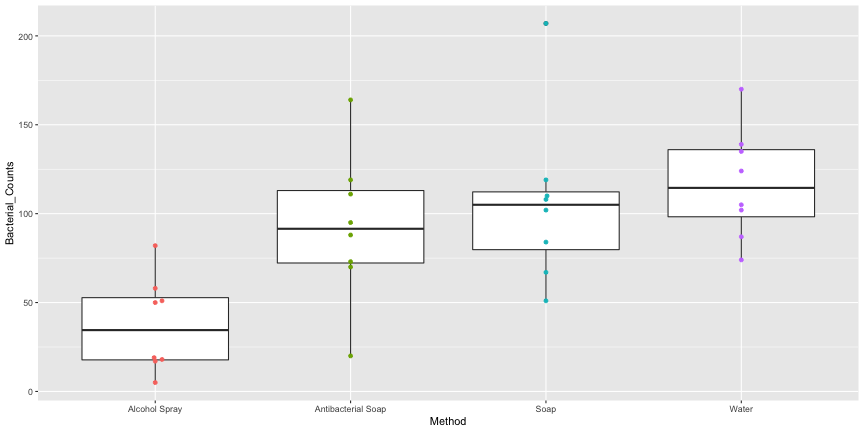 Bacterial_Counts
200
150
100
50
0
Alcohol Spray
Antibacterial Soap
Soap
Water
Method